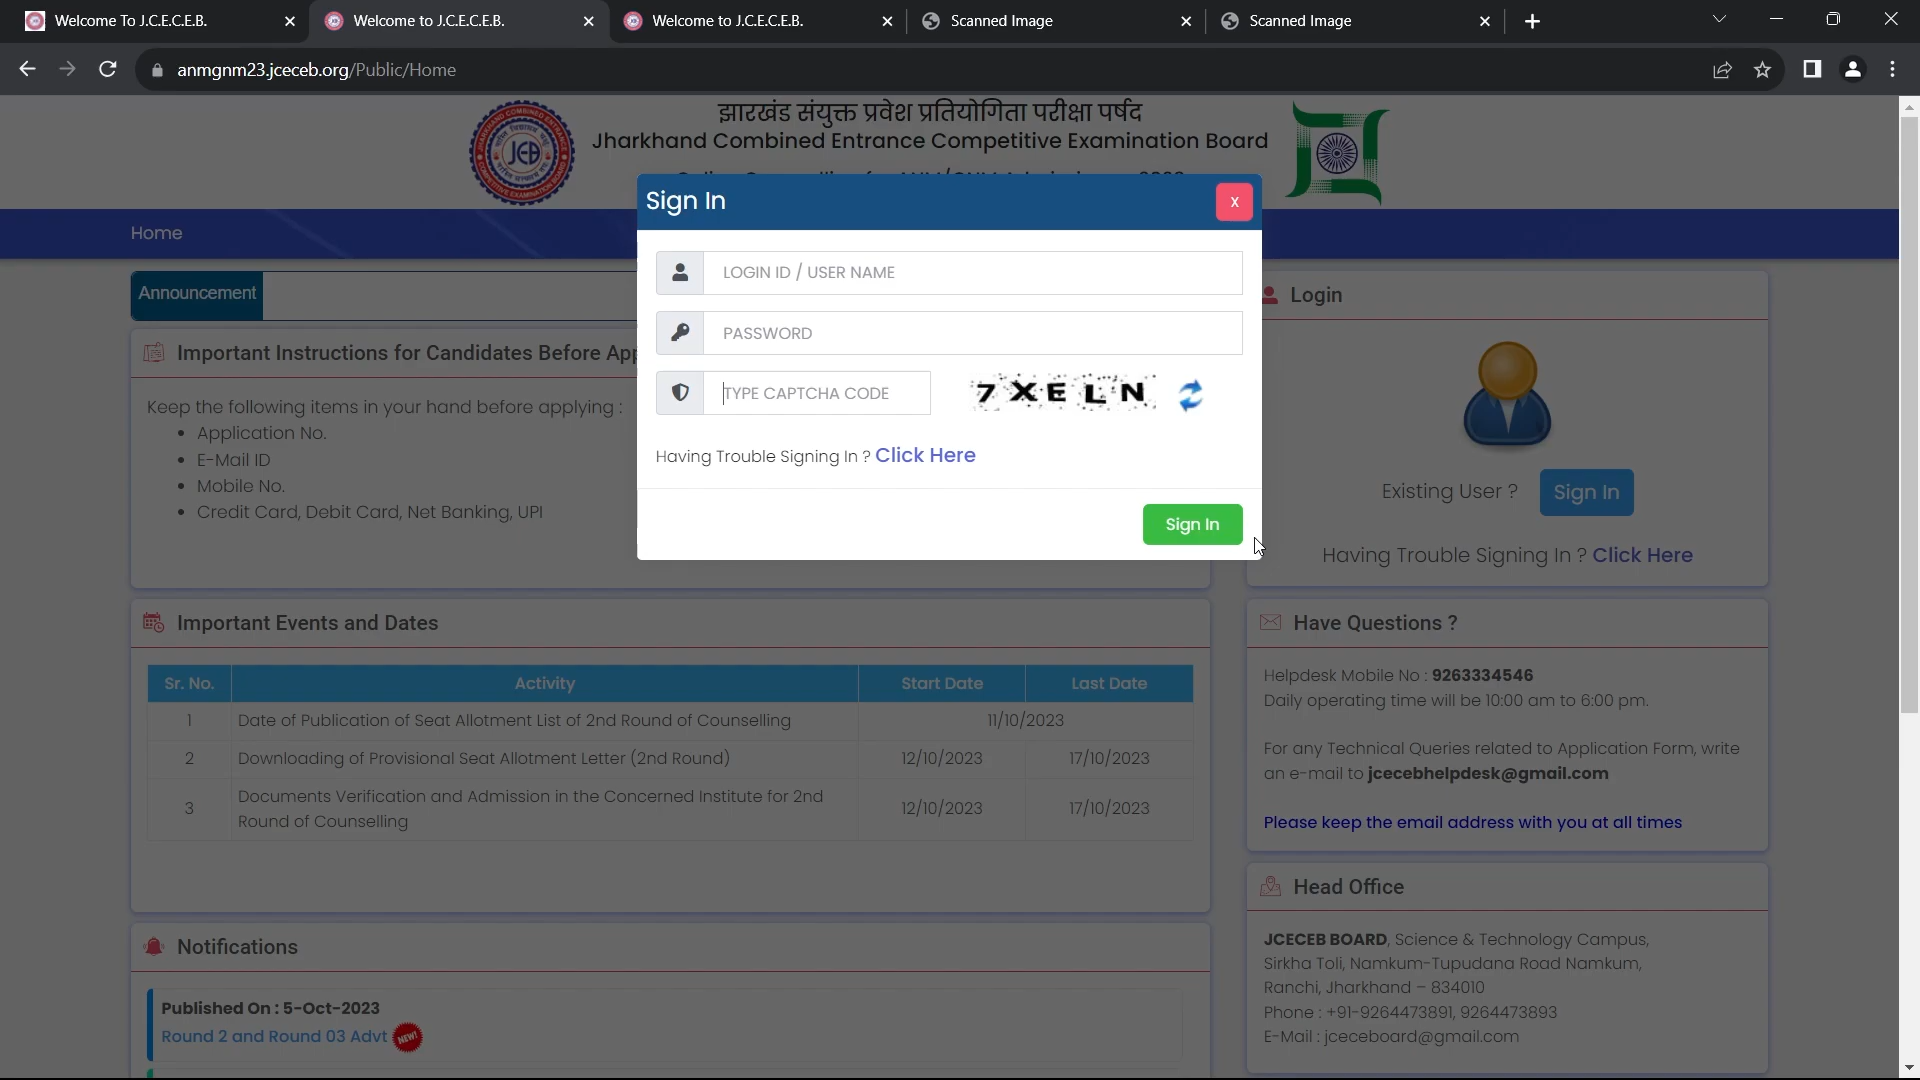 Welcome To J.C.E.C.E.B.
Welcome to J.C.E.C.E.B.
Welcome to J.C.E.C.E.B.
Scanned Image
Scanned Image
anmgnm23.jceceb.org/Public/Home
झारखंड संयुक्त प्रवेश प्रतियोगिता परीक्षा पर्षद
Jharkhand Combined Entrance Competitive Examination Board
JCEB
Home
Sign In
X
LOGIN ID / USER NAME
PASSWORD
TYPE CAPTCHA CODE
7XELN
Having Trouble Signing In ? Click Here
Sign In
Announcement
Important Instructions for Candidates Before App
Keep the following items in your hand before applying :
Application No.
E-Mail ID
Mobile No.
Credit Card, Debit Card, Net Banking, UPI
Login
Existing User ? Sign In
Having Trouble Signing In ? Click Here
Important Events and Dates
Sr. No. Activity Start Date Last Date
1 Date of Publication of Seat Allotment List of 2nd Round of Counselling 11/10/2023
2 Downloading of Provisional Seat Allotment Letter (2nd Round) 12/10/2023 17/10/2023
3 Documents Verification and Admission in the Concerned Institute for 2nd
Round of Counselling 12/10/2023 17/10/2023
Have Questions ?
Helpdesk Mobile No : 9263334546
Daily operating time will be 10:00 am to 6:00 pm.
For any Technical Queries related to Application Form, write
an e-mail to jcecebhelpdesk@gmail.com
Please keep the email address with you at all times
Notifications
Published On : 5-Oct-2023
Round 2 and Round 03 Advt NEW!
Head Office
JCECEB BOARD, Science & Technology Campus,
Sirkha Toli, Namkum-Tupudana Road Namkum,
Ranchi, Jharkhand – 834010
Phone : +91-9264473891, 9264473893
E-Mail : jceceboard@gmail.com